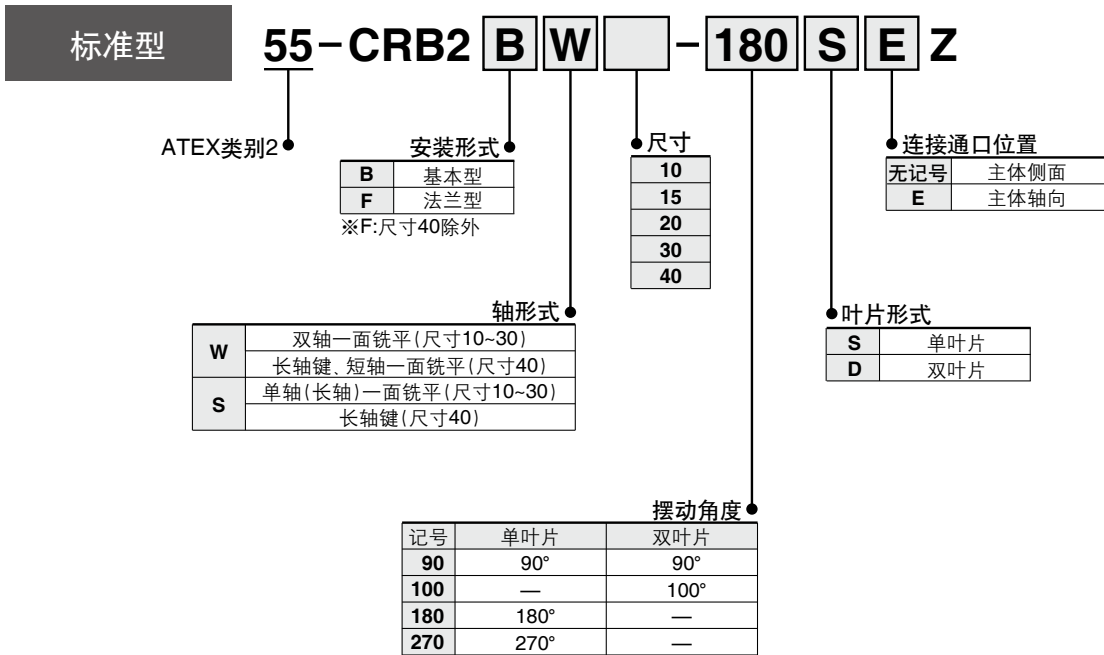 标准型
55-CRB2 B W - 180 S E Z
ATEX类别2
安装形式
B 基本型
F 法兰型
※F:尺寸40除外
尺寸
10
15
20
30
40
连接通口位置
无记号 主体侧面
E 主体轴向
轴形式
W 双轴一面铣平(尺寸10~30)
长轴键、短轴一面铣平(尺寸40)
S 单轴(长轴)一面铣平(尺寸10~30)
长轴键(尺寸40)
叶片形式
S 单叶片
D 双叶片
摆动角度
记号 单叶片 双叶片
90 90° 90°
100 — 100°
180 180° —
270 270° —